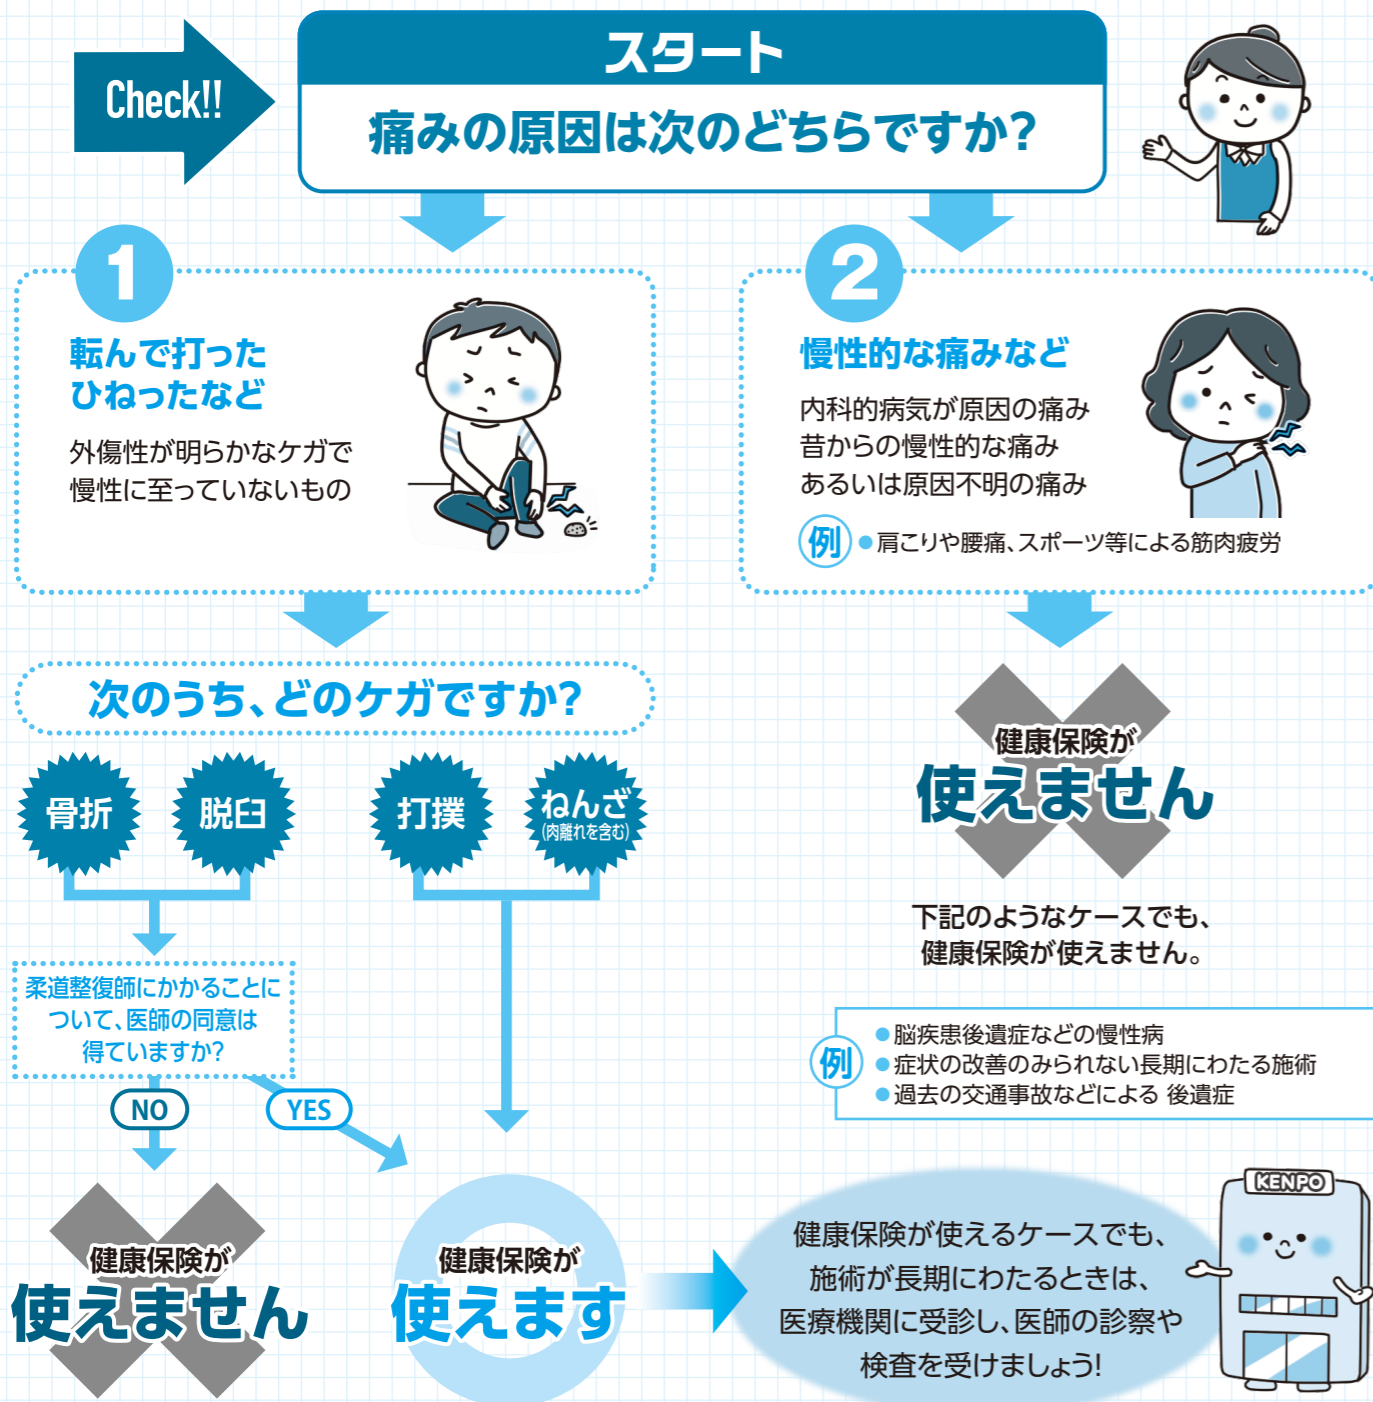 Check!!
スタート
痛みの原因は次のどちらですか?
1
転んで打った
ひねったなど
外傷性が明らかなケガで
慢性に至っていないもの
2
慢性的な痛みなど
内科的病気が原因の痛み
昔からの慢性的な痛み
あるいは原因不明の痛み
例 ●肩こりや腰痛、スポーツ等による筋肉疲労
次のうち、どのケガですか?
骨折
脱臼
打撲
ねんざ
(肉離れを含む)
柔道整復師にかかることに
ついて、医師の同意は
得ていますか?
NO
YES
健康保険が
使えません
健康保険が
使えます
健康保険が
使えません
下記のようなケースでも、
健康保険が使えません。
例
●脳疾患後遺症などの慢性病
●症状の改善のみられない長期にわたる施術
●過去の交通事故などによる 後遺症
健康保険が使えるケースでも、
施術が長期にわたるときは、
医療機関に受診し、医師の診察や
検査を受けましょう!
KENPO